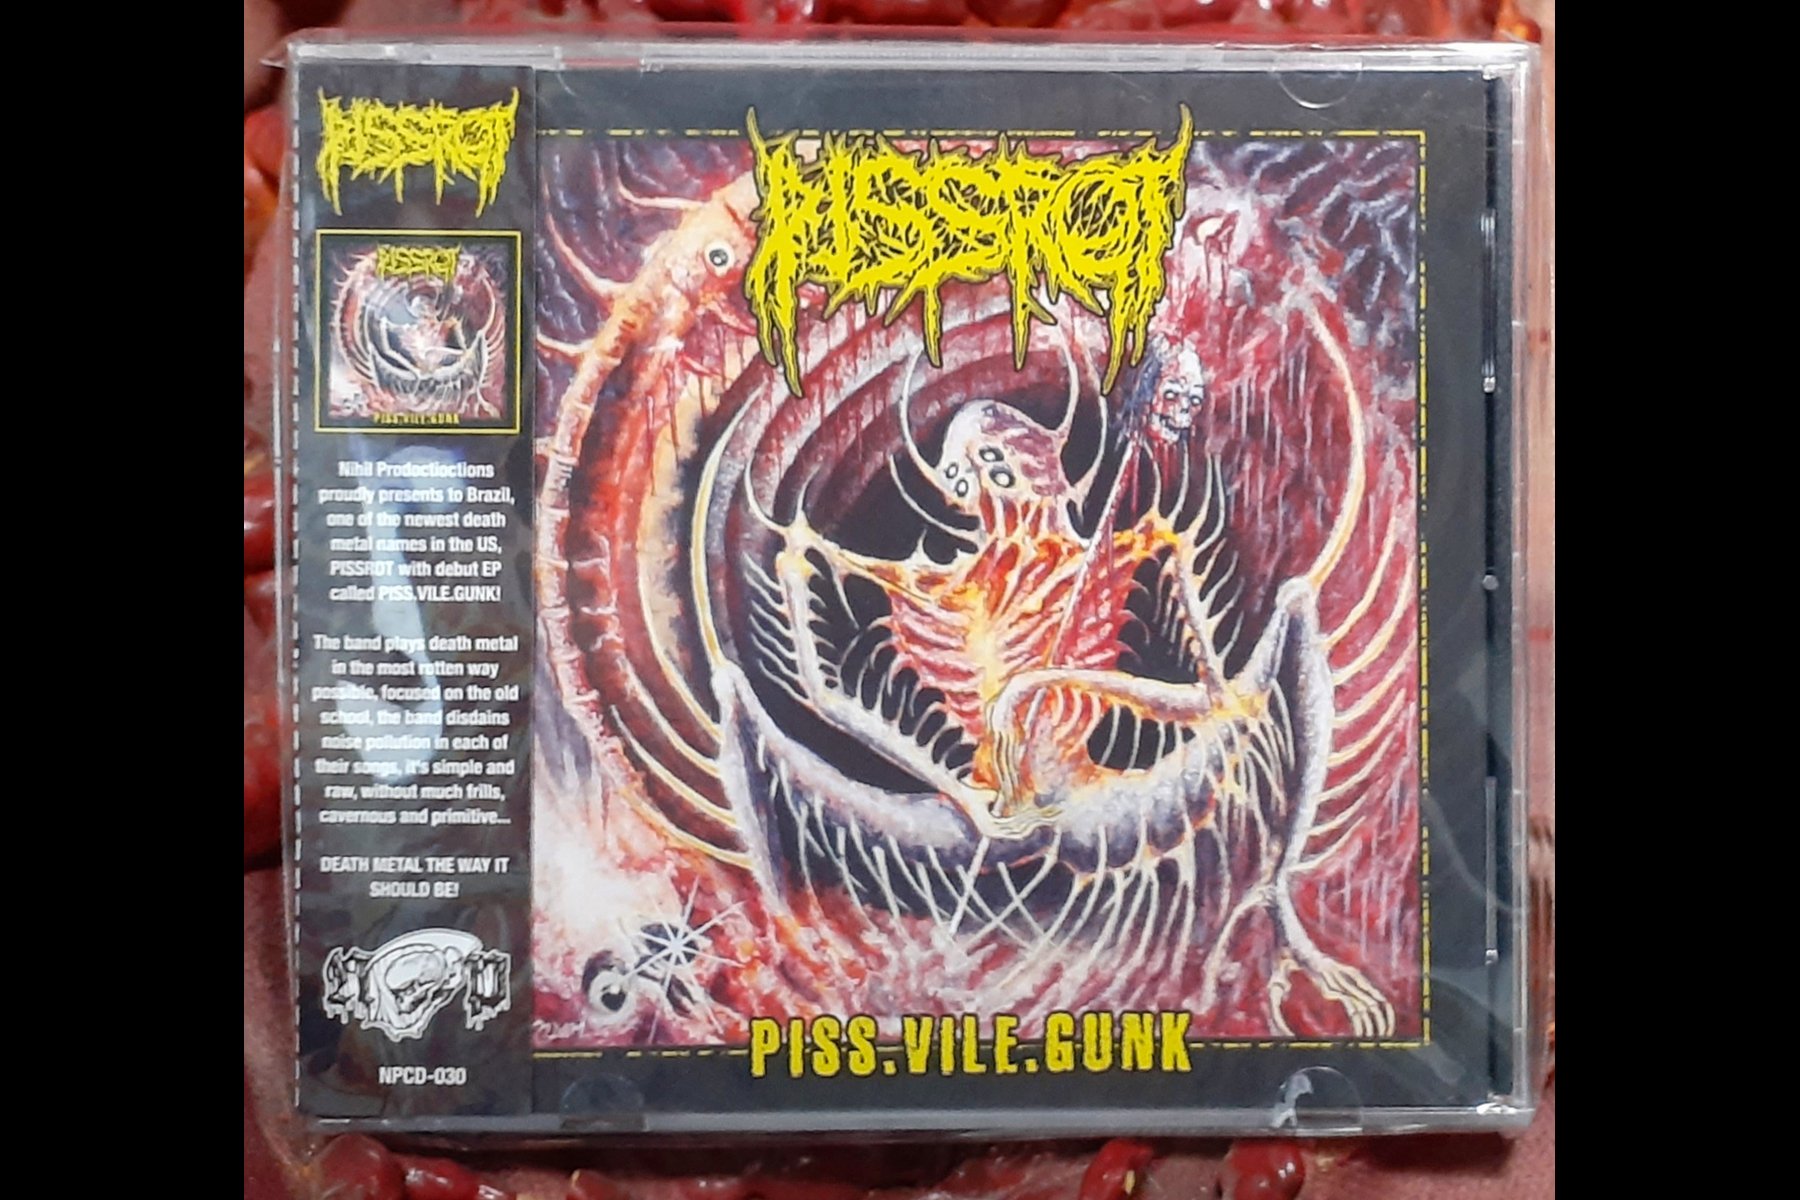 PISSROT
PISSROT
PISS.VILE.GUNK
Nihil Prodoctioctions
proudly presents to Brazil,
one of the newest death
metal names in the US,
PISSROT with debut EP
called PISS.VILE.GUNK!
The band plays death metal
in the most rotten way
possible, focused on the old
school, the band disdains
noise pollution in each of
their songs, it's simple and
raw, without much frills,
cavernous and primitive...
DEATH METAL THE WAY IT
SHOULD BE!
NPCD-030
PISSROT
PISS.VILE.GUNK